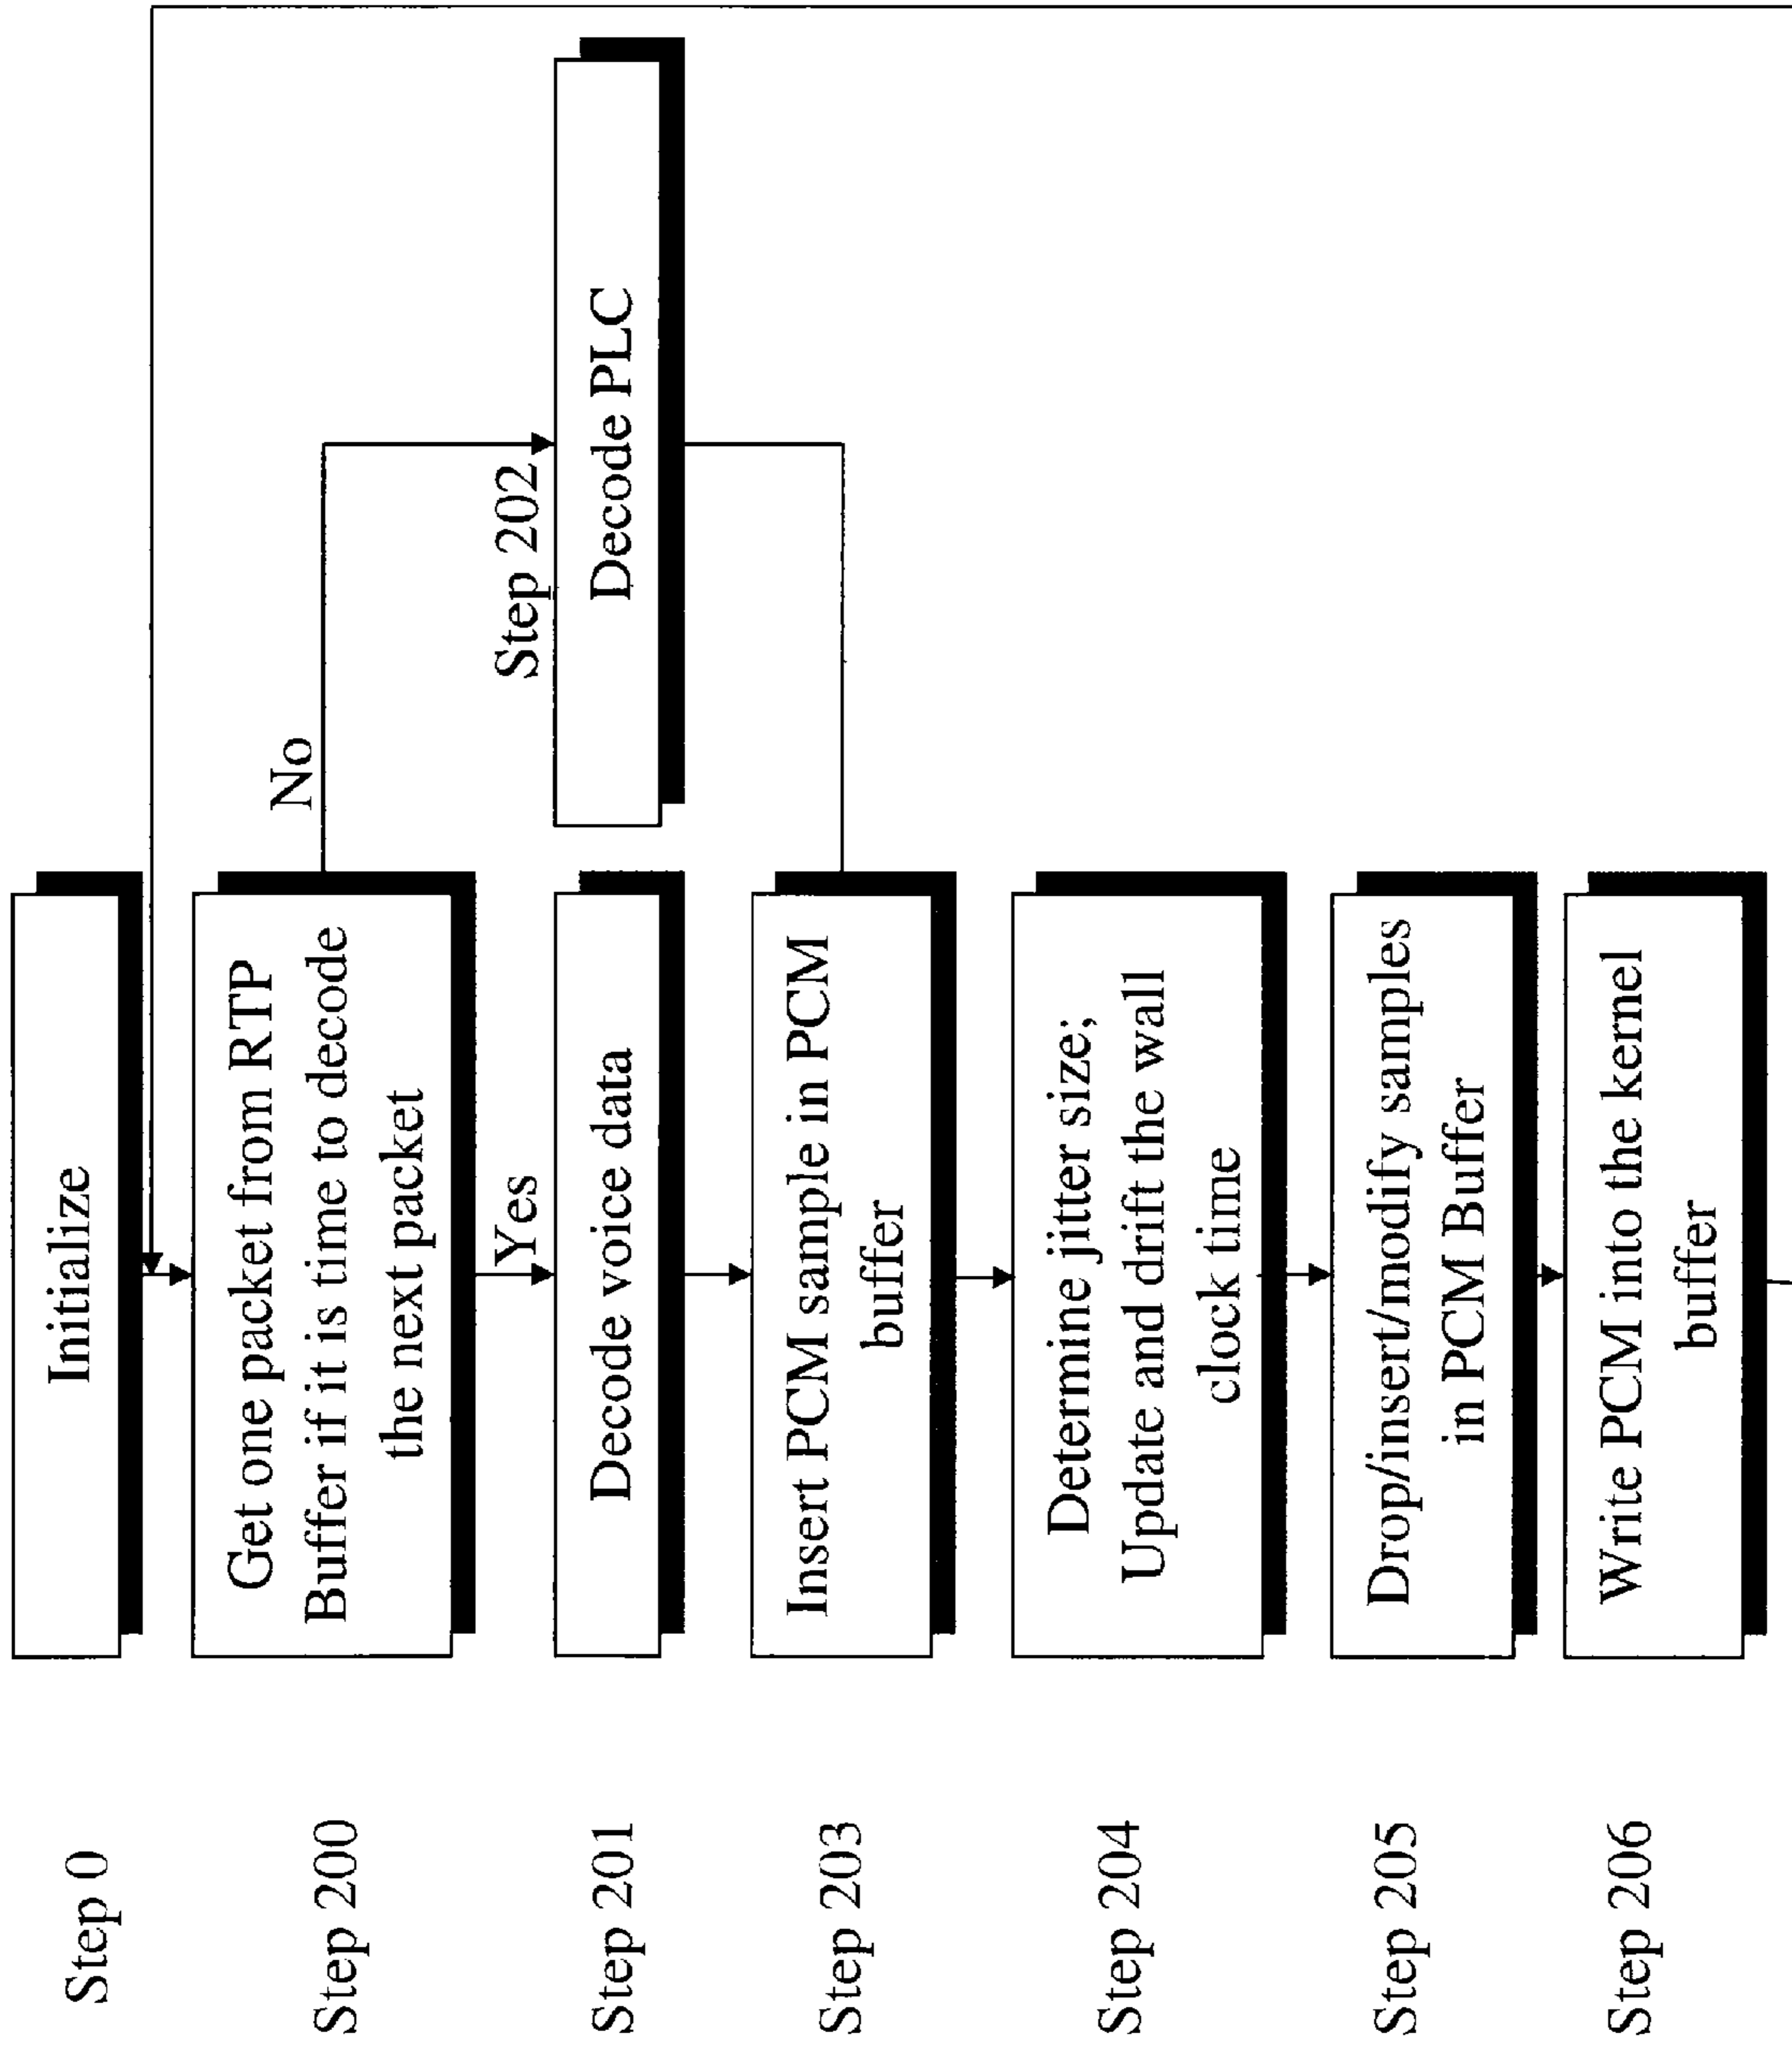 Step 0
Initialize
Step 200
Get one packet from RTP
Buffer if it is time to decode
the next packet
No
Yes
Step 201
Decode voice data
Step 202
Decode PLC
Step 203
Insert PCM sample in PCM
buffer
Step 204
Determine jitter size;
Update and drift the wall
clock time
Step 205
Drop/insert/modify samples
in PCM Buffer
Step 206
Write PCM into the kernel
buffer